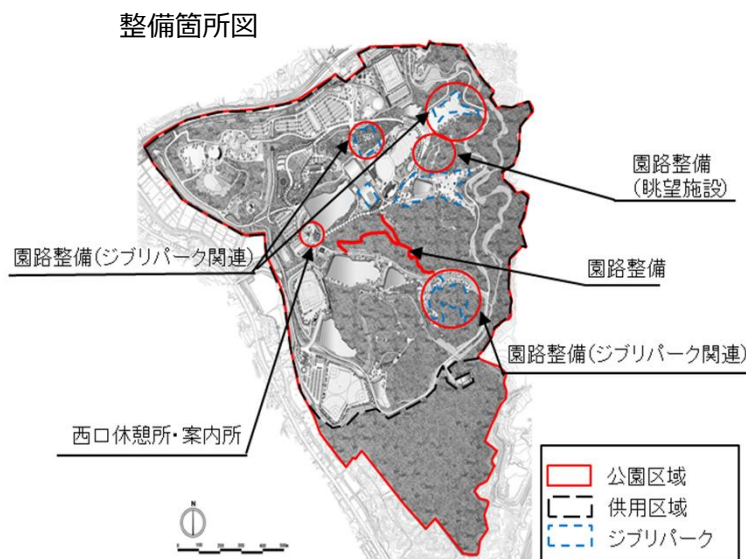 整備箇所図
園路整備
(眺望施設)
園路整備(ジブリパーク関連)
園路整備
園路整備(ジブリパーク関連)
西口休憩所・案内所
公園区域
供用区域
ジブリパーク
N